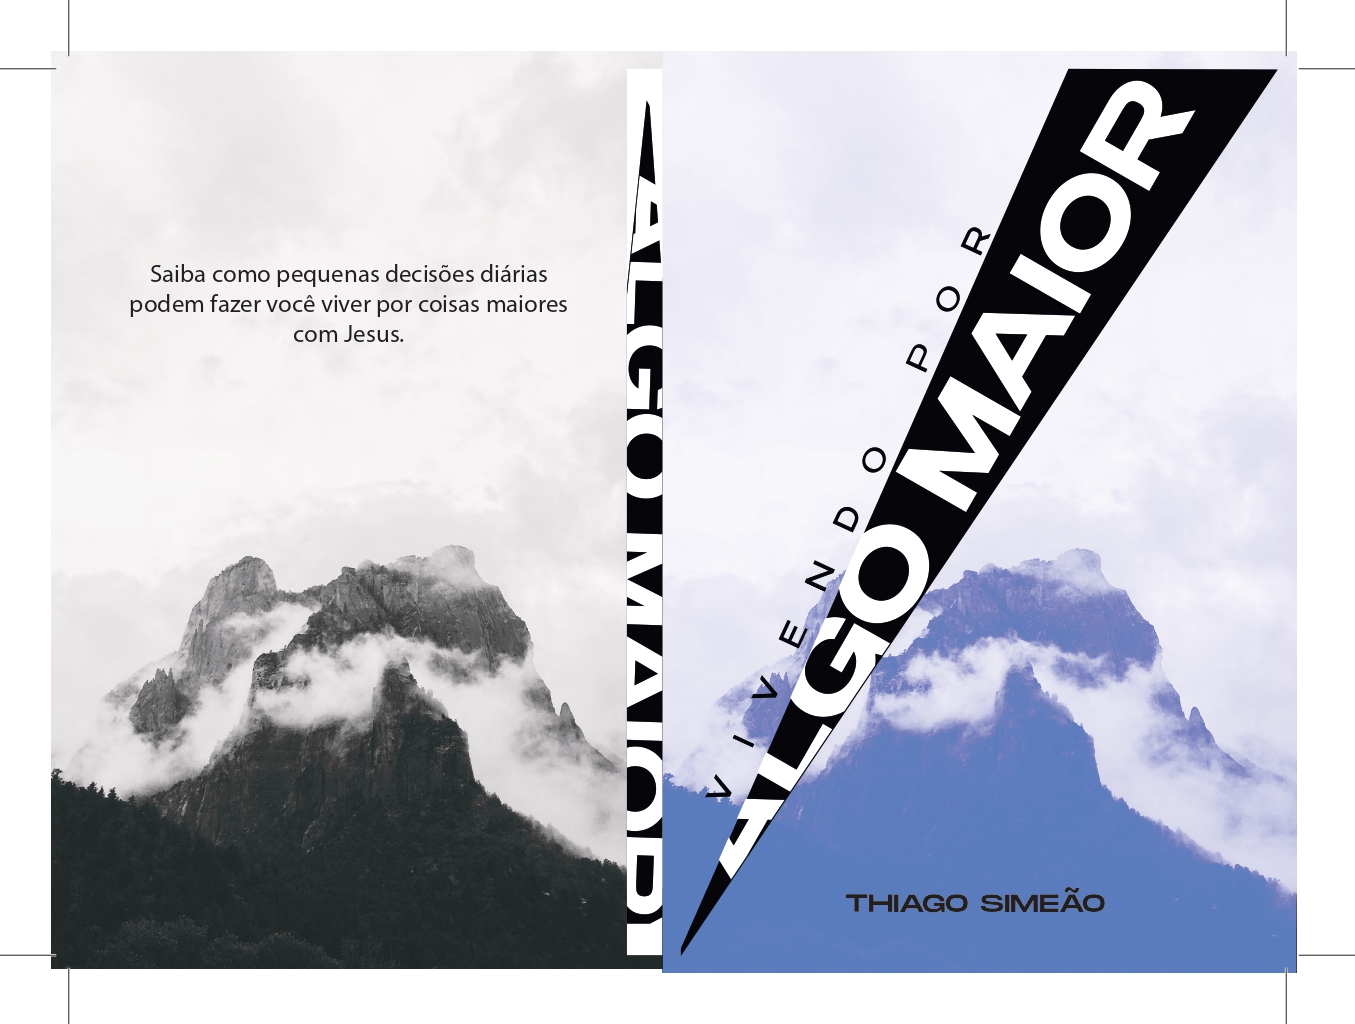 Saiba como pequenas decisões diárias
podem fazer você viver por coisas maiores
com Jesus.
ALGO MAIOR
VIVENDO POR
ALGO MAIOR
THIAGO SIMEÃO